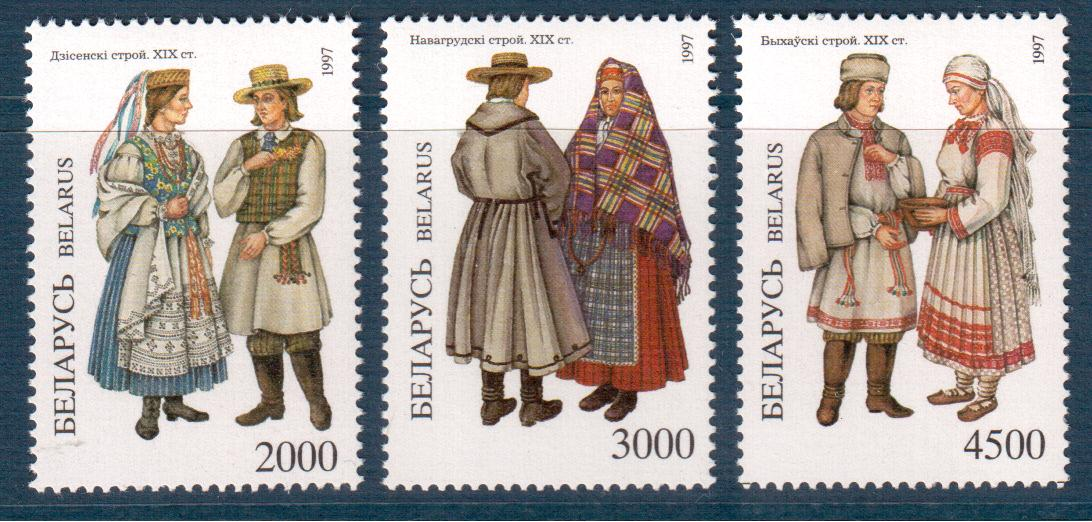 Дзісенскі строй. XIX ст.
1997
БЕЛАРУСЬ BELARUS
2000
Навагрудскі строй. XIX ст.
1997
БЕЛАРУСЬ BELARUS
3000
Быхаўскі строй. XIX ст.
1997
БЕЛАРУСЬ BELARUS
4500